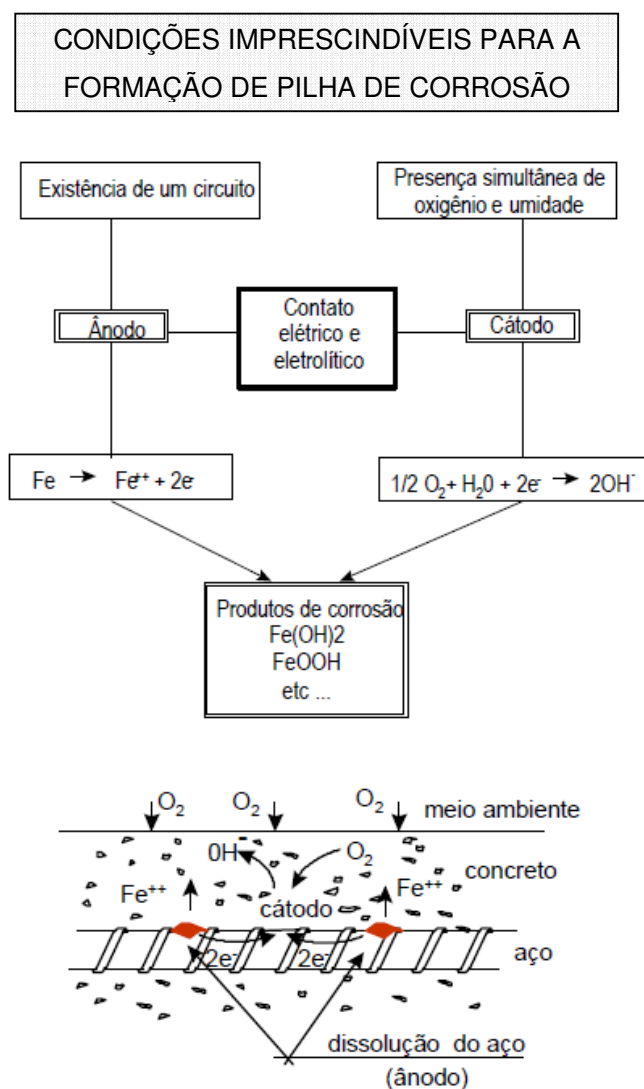 CONDIÇÕES IMPRESCINDÍVEIS PARA A
FORMAÇÃO DE PILHA DE CORROSÃO
Existência de um circuito
Presença simultânea de
oxigênio e umidade
Ânodo
Contato
elétrico e
eletrolítico
Cátodo
Fe → Fe++ + 2e-
1/2 O2 + H20 + 2e- → 2OH-
Produtos de corrosão
Fe(OH)2
FeOOH
etc ...
O2
O2
O2
meio ambiente
0H-
O2
concreto
Fe++
Fe++
cátodo
2e-
2e-
aço
dissolução do aço
(ânodo)